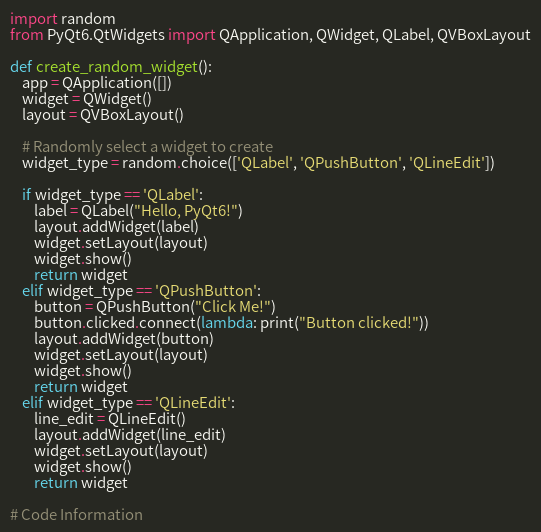 import random
from PyQt6.QtWidgets import QApplication, QWidget, QLabel, QVBoxLayout
def create_random_widget():
app = QApplication([])
widget = QWidget()
layout = QVBoxLayout()
# Randomly select a widget to create
widget_type = random.choice(['QLabel', 'QPushButton', 'QLineEdit'])
if widget_type == 'QLabel':
label = QLabel("Hello, PyQt6!")
layout.addWidget(label)
widget.setLayout(layout)
widget.show()
return widget
elif widget_type == 'QPushButton':
button = QPushButton("Click Me!")
button.clicked.connect(lambda: print("Button clicked!"))
layout.addWidget(button)
widget.setLayout(layout)
widget.show()
return widget
elif widget_type == 'QLineEdit':
line_edit = QLineEdit()
layout.addWidget(line_edit)
widget.setLayout(layout)
widget.show()
return widget
# Code Information